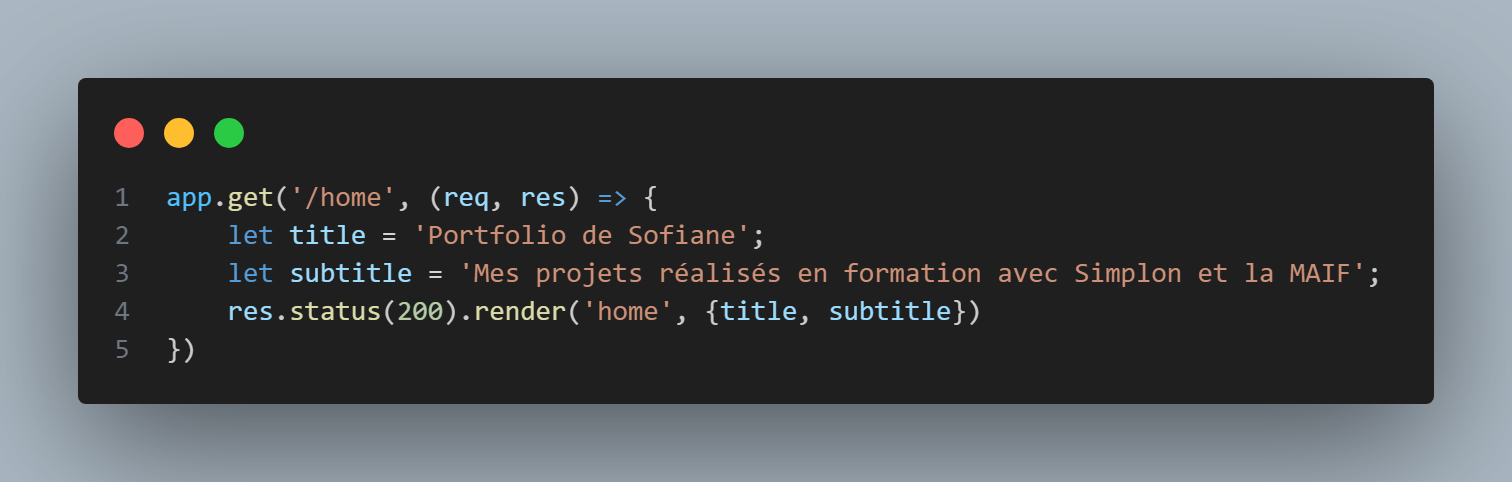 1 app.get('/home', (req, res) => {
2     let title = 'Portfolio de Sofiane';
3     let subtitle = 'Mes projets réalisés en formation avec Simplon et la MAIF';
4     res.status(200).render('home', {title, subtitle})
5 })